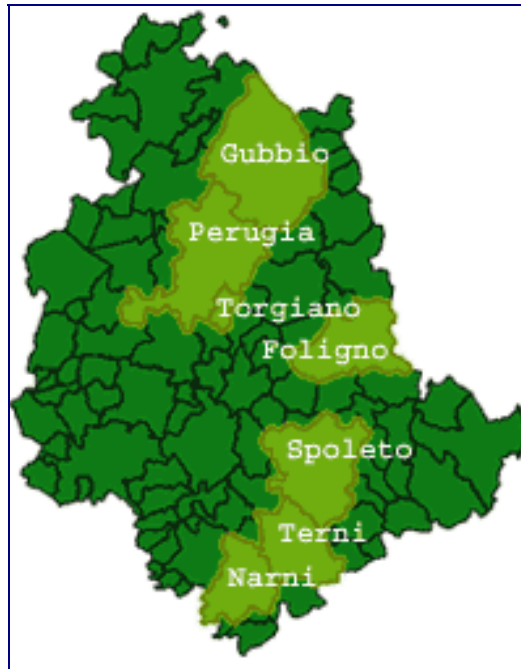 Gubbio
Perugia
Torgiano
Foligno
Spoleto
Terni
Narni